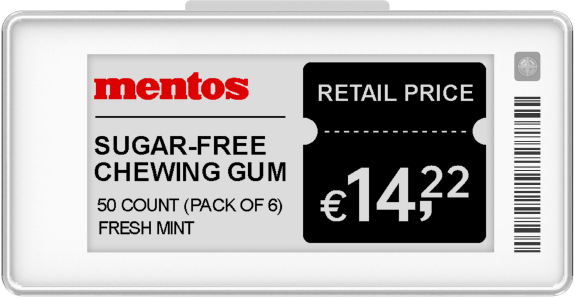 mentos
SUGAR-FREE
CHEWING GUM
50 COUNT (PACK OF 6)
FRESH MINT
RETAIL PRICE
€14,22